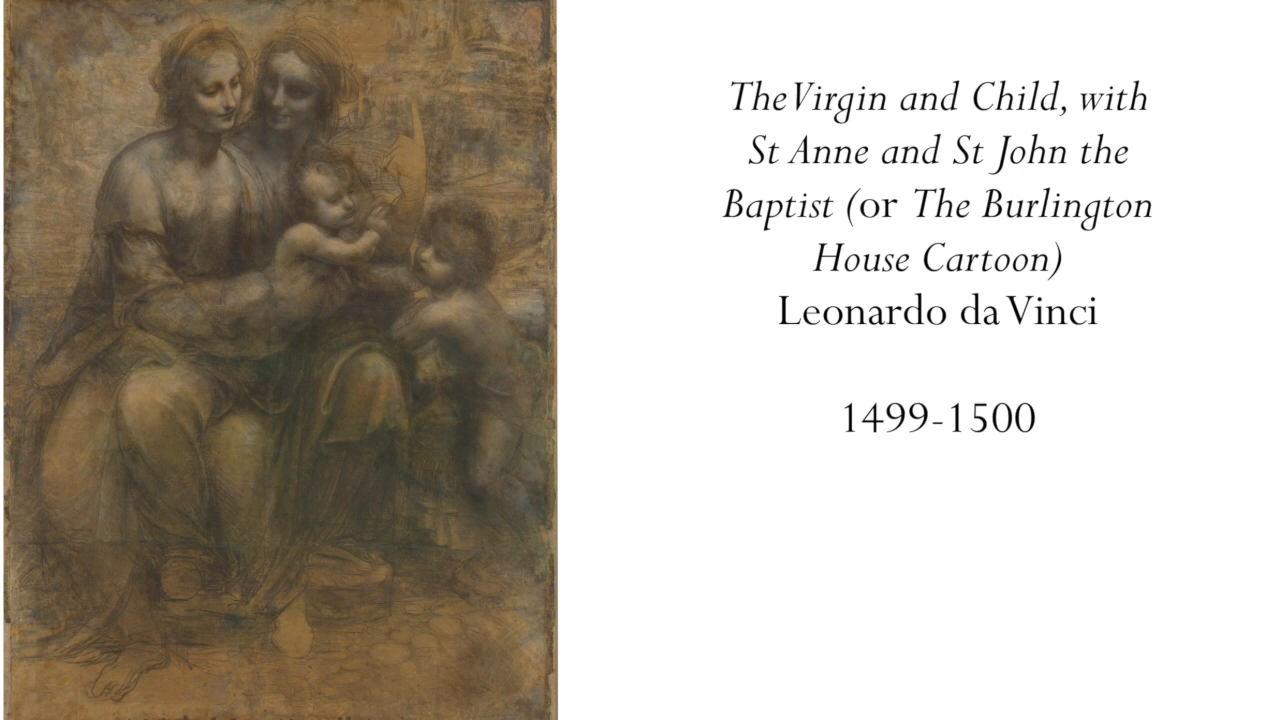 The Virgin and Child, with
St Anne and St John the
Baptist (or The Burlington
House Cartoon)
Leonardo da Vinci
1499-1500